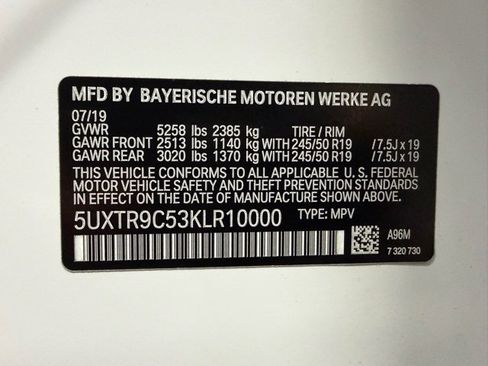 MFD BY BAYERISCHE MOTOREN WERKE AG
07/19
GVWR 5258 lbs 2385 kg TIRE / RIM
GAWR FRONT 2513 lbs 1140 kg WITH 245/50 R19 / 7.5J x 19
GAWR REAR 3020 lbs 1370 kg WITH 245/50 R19 / 7.5J x 19
THIS VEHICLE CONFORMS TO ALL APPLICABLE U. S. FEDERAL
MOTOR VEHICLE SAFETY AND THEFT PREVENTION STANDARDS
IN EFFECT ON THE DATE OF MANUFACTURE SHOWN ABOVE.
5UXTR9C53KLR10000 TYPE: MPV
A96M
7 320 730